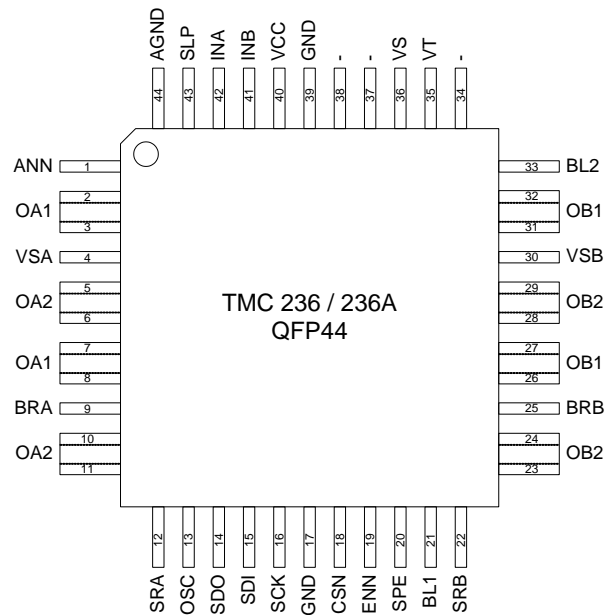 AGND
SLP
INA
INB
VCC
GND
-
-
VS
VT
-
44
43
42
41
40
39
38
37
36
35
34
ANN 1
OA1 2
3
VSA 4
OA2 5
6
OA1 7
8
BRA 9
OA2 10
11
TMC 236 / 236A
QFP44
33 BL2
32 OB1
31
30 VSB
29 OB2
28
27 OB1
26
25 BRB
24 OB2
23
12
13
14
15
16
17
18
19
20
21
22
SRA
OSC
SDO
SDI
SCK
GND
CSN
ENN
SPE
BL1
SRB